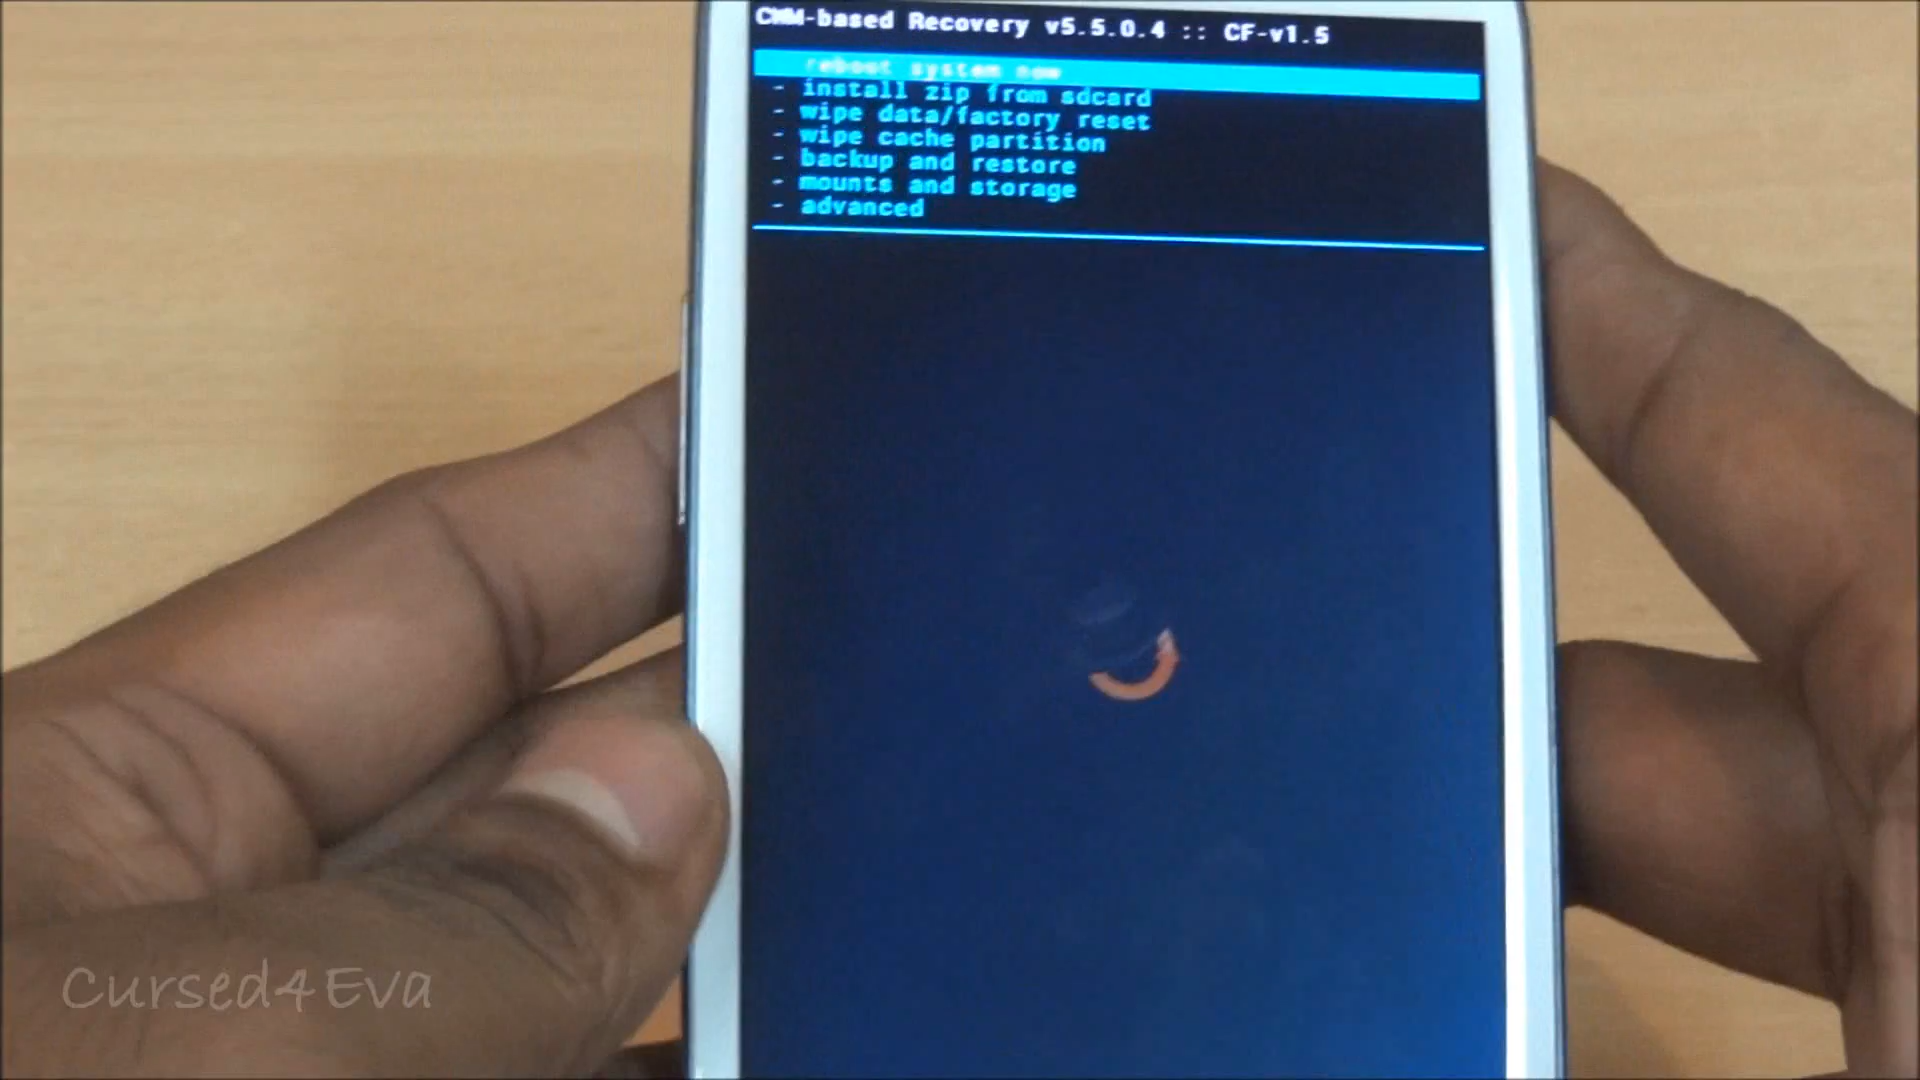 CWM-based Recovery v5.5.0.4 :: CF-v1.5
reboot system now
- install zip from sdcard
- wipe data/factory reset
- wipe cache partition
- backup and restore
- mounts and storage
- advanced
Cursed4Eva